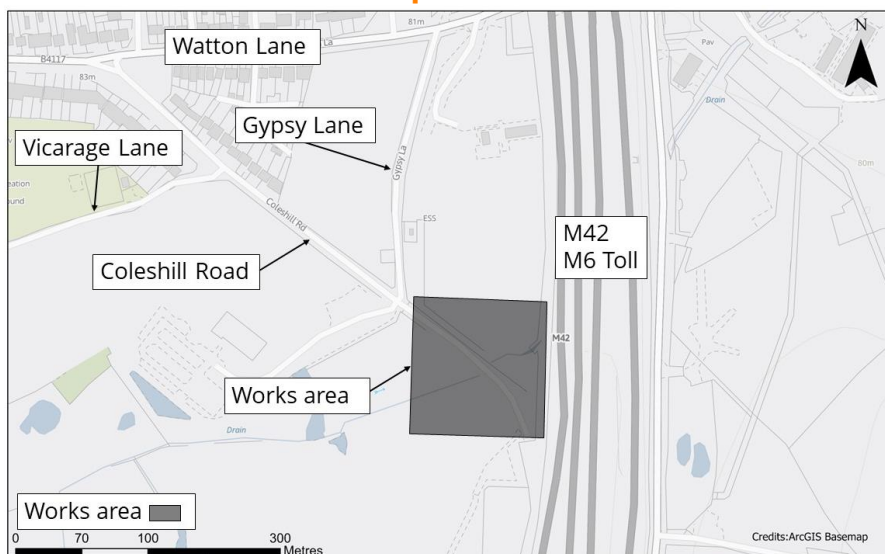 81m
N
Watton Lane
La
B4117
Pav
83m
Drain
Gypsy Lane
Vicarage Lane
Gypsy La
80m
Coleshill Rd
ESS
M42
M6 Toll
Coleshill Road
M42
Works area
Drain
Works area
0 70 100 300
Metres
Credits:ArcGIS Basemap